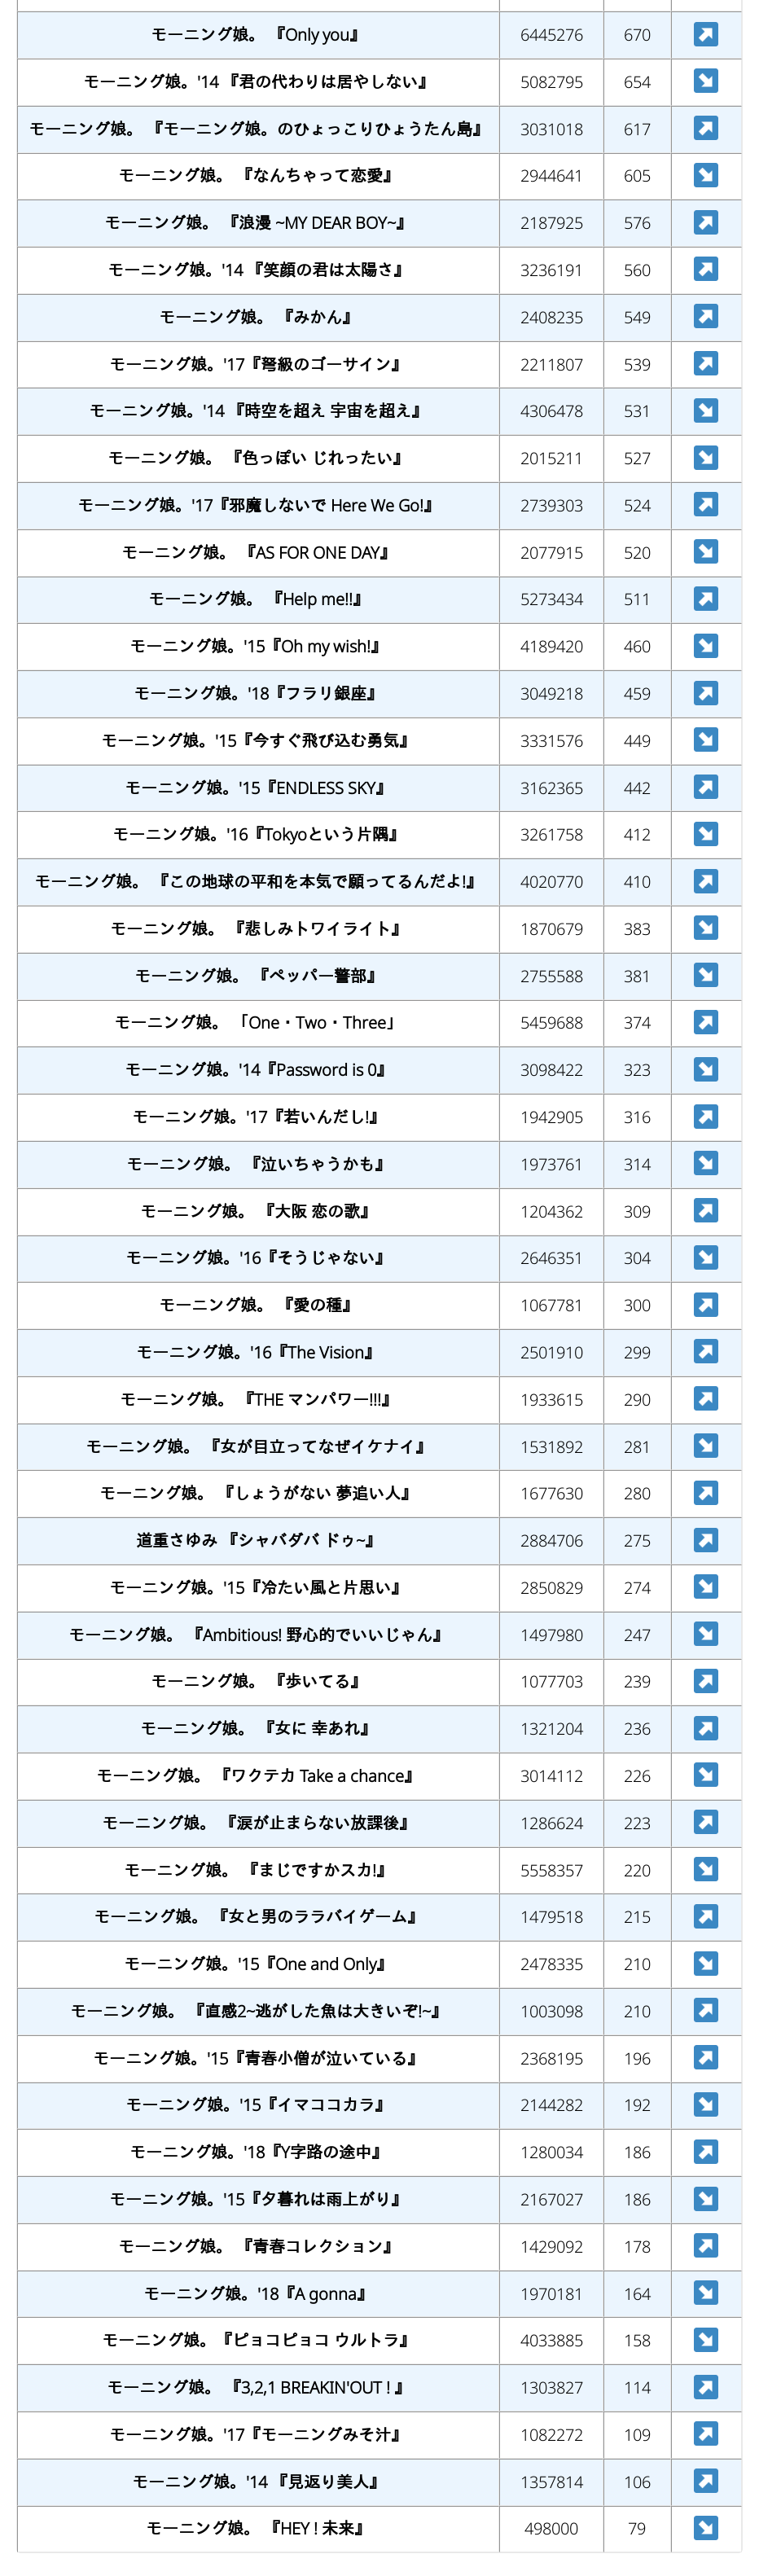 モーニング娘。 『Only you』 6445276 670
モーニング娘。'14 『君の代わりは居やしない』 5082795 654
モーニング娘。 『モーニング娘。のひょっこりひょうたん島』 3031018 617
モーニング娘。 『なんちゃって恋愛』 2944641 605
モーニング娘。 『浪漫 ~MY DEAR BOY~』 2187925 576
モーニング娘。'14 『笑顔の君は太陽さ』 3236191 560
モーニング娘。 『みかん』 2408235 549
モーニング娘。'17『弩級のゴーサイン』 2211807 539
モーニング娘。'14 『時空を超え 宇宙を超え』 4306478 531
モーニング娘。 『色っぽい じれったい』 2015211 527
モーニング娘。'17『邪魔しないで Here We Go!』 2739303 524
モーニング娘。 『AS FOR ONE DAY』 2077915 520
モーニング娘。 『Help me!!』 5273434 511
モーニング娘。'15『Oh my wish!』 4189420 460
モーニング娘。'18『フラリ銀座』 3049218 459
モーニング娘。'15『今すぐ飛び込む勇気』 3331576 449
モーニング娘。'15『ENDLESS SKY』 3162365 442
モーニング娘。'16『Tokyoという片隅』 3261758 412
モーニング娘。 『この地球の平和を本気で願ってるんだよ!』 4020770 410
モーニング娘。 『悲しみトワイライト』 1870679 383
モーニング娘。 『ペッパー警部』 2755588 381
モーニング娘。 「One・Two・Three」 5459688 374
モーニング娘。'14『Password is 0』 3098422 323
モーニング娘。'17『若いんだし!』 1942905 316
モーニング娘。 『泣いちゃうかも』 1973761 314
モーニング娘。 『大阪 恋の歌』 1204362 309
モーニング娘。'16『そうじゃない』 2646351 304
モーニング娘。 『愛の種』 1067781 300
モーニング娘。'16『The Vision』 2501910 299
モーニング娘。 『THE マンパワー!!!』 1933615 290
モーニング娘。 『女が目立ってなぜイケナイ』 1531892 281
モーニング娘。 『しょうがない 夢追い人』 1677630 280
道重さゆみ 『シャバダバ ドゥ~』 2884706 275
モーニング娘。'15『冷たい風と片思い』 2850829 274
モーニング娘。 『Ambitious! 野心的でいいじゃん』 1497980 247
モーニング娘。 『歩いてる』 1077703 239
モーニング娘。 『女に 幸あれ』 1321204 236
モーニング娘。 『ワクテカ Take a chance』 3014112 226
モーニング娘。 『涙が止まらない放課後』 1286624 223
モーニング娘。 『まじですかスカ!』 5558357 220
モーニング娘。 『女と男のララバイゲーム』 1479518 215
モーニング娘。'15『One and Only』 2478335 210
モーニング娘。 『直感2~逃がした魚は大きいぞ!~』 1003098 210
モーニング娘。'15『青春小僧が泣いている』 2368195 196
モーニング娘。'15『イマココカラ』 2144282 192
モーニング娘。'18『Y字路の途中』 1280034 186
モーニング娘。'15『夕暮れは雨上がり』 2167027 186
モーニング娘。 『青春コレクション』 1429092 178
モーニング娘。'18『A gonna』 1970181 164
モーニング娘。『ピョコピョコ ウルトラ』 4033885 158
モーニング娘。 『3,2,1 BREAKIN'OUT ! 』 1303827 114
モーニング娘。'17『モーニングみそ汁』 1082272 109
モーニング娘。'14 『見返り美人』 1357814 106
モーニング娘。 『HEY ! 未来』 498000 79